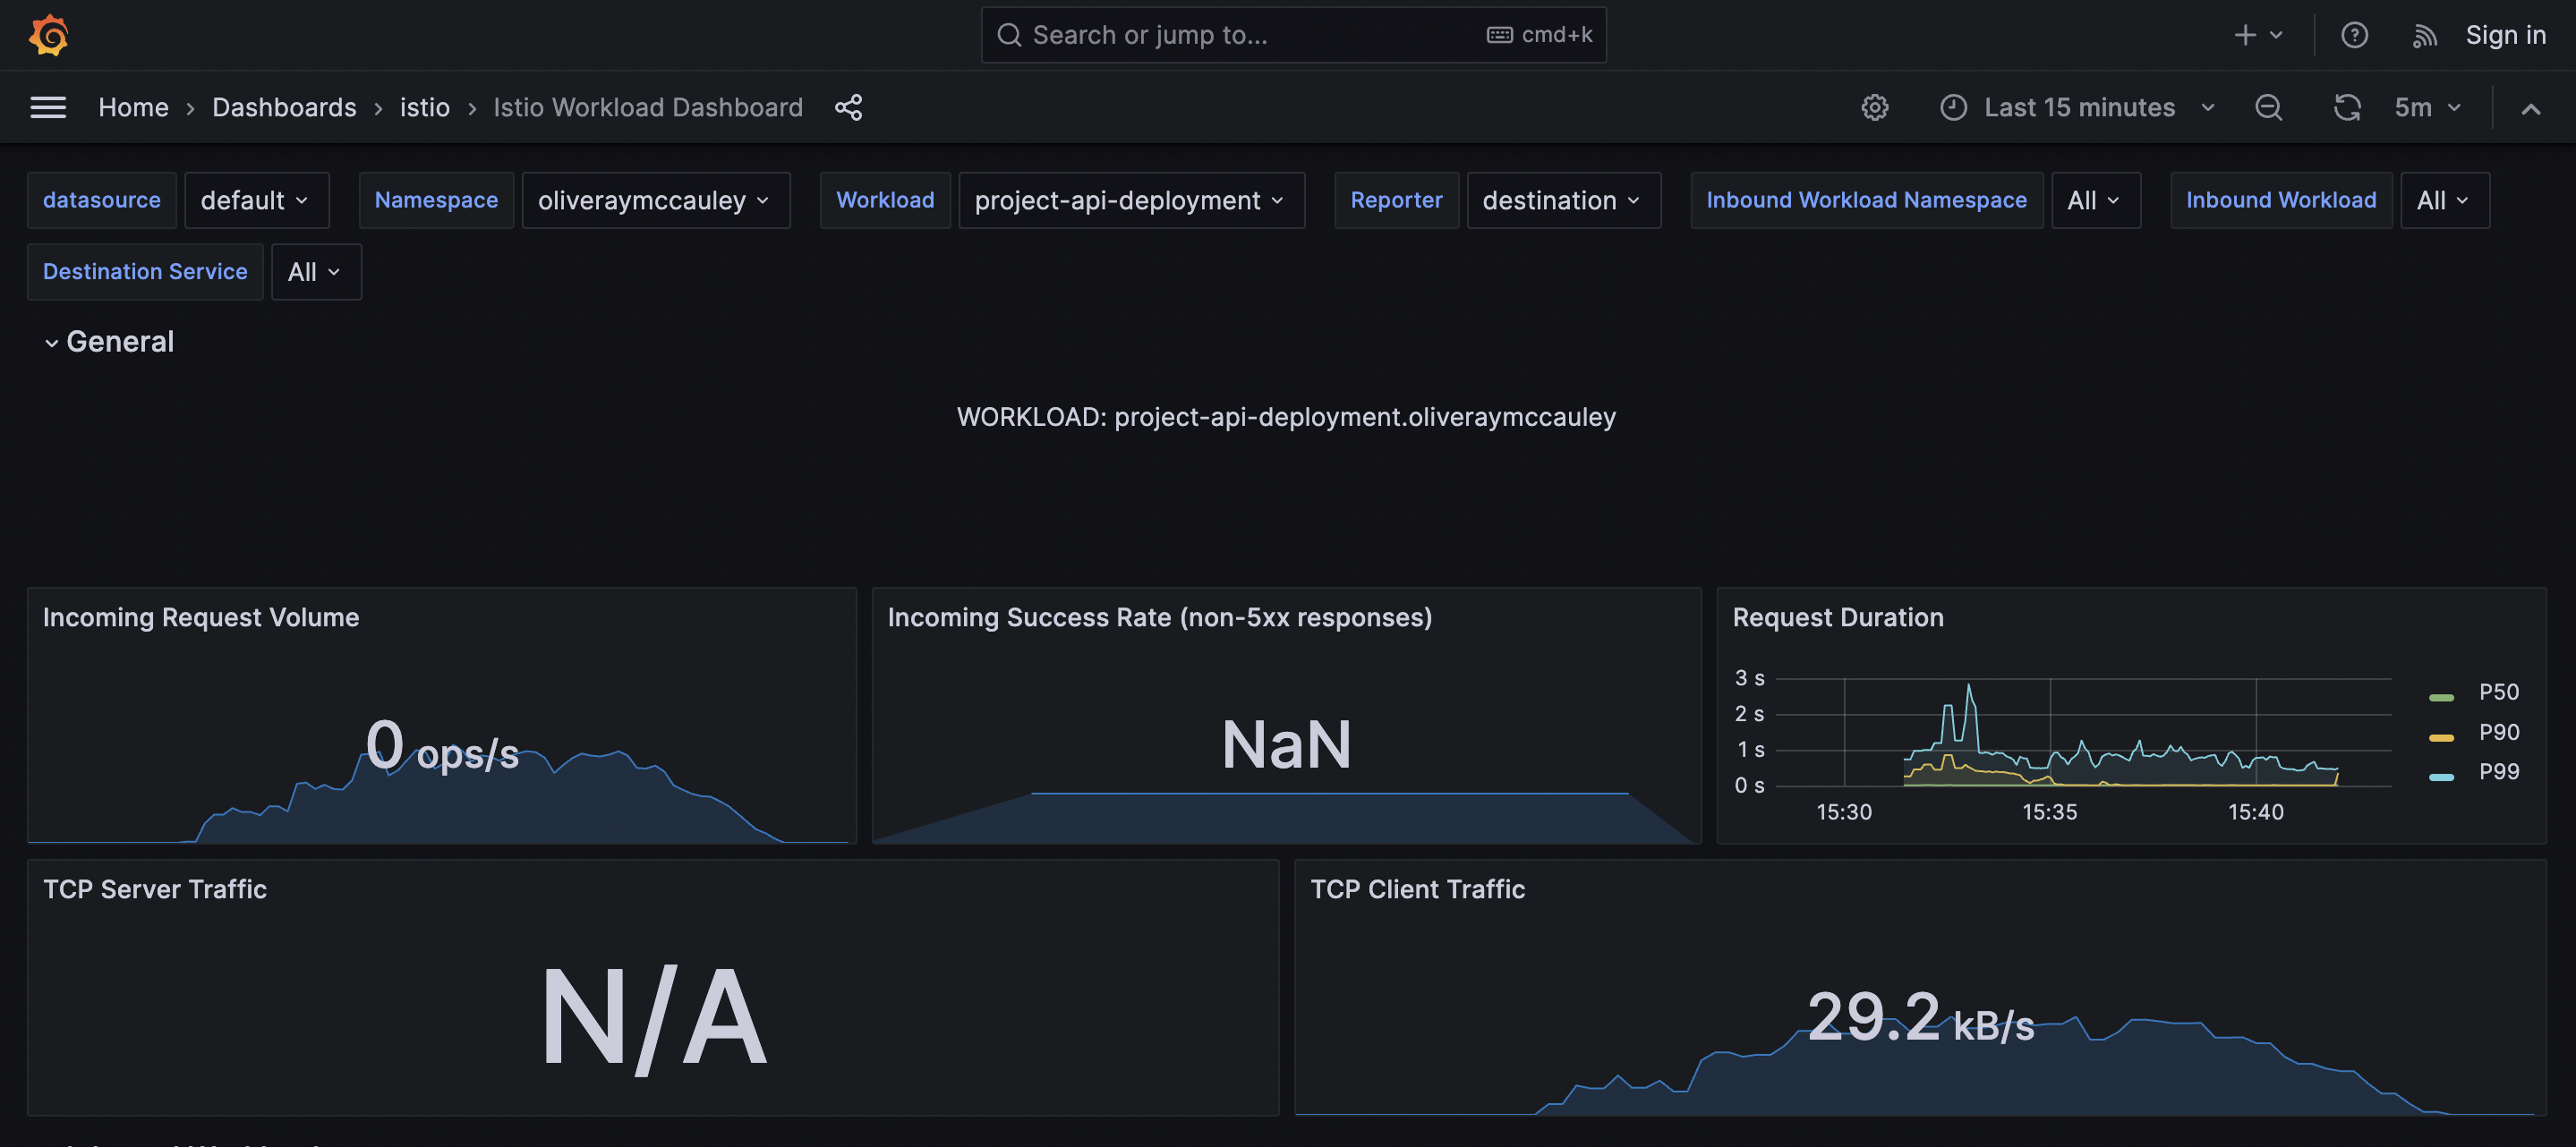 Search or jump to... cmd+k Sign in
Home › Dashboards › istio › Istio Workload Dashboard Last 15 minutes 5m
datasource default Namespace oliveraymccauley Workload project-api-deployment Reporter destination Inbound Workload Namespace All Inbound Workload All
Destination Service All
General
WORKLOAD: project-api-deployment.oliveraymccauley
Incoming Request Volume
0 ops/s
Incoming Success Rate (non-5xx responses)
NaN
Request Duration
3 s
2 s
1 s
0 s
15:30 15:35 15:40
P50
P90
P99
TCP Server Traffic
N/A
TCP Client Traffic
29.2 kB/s